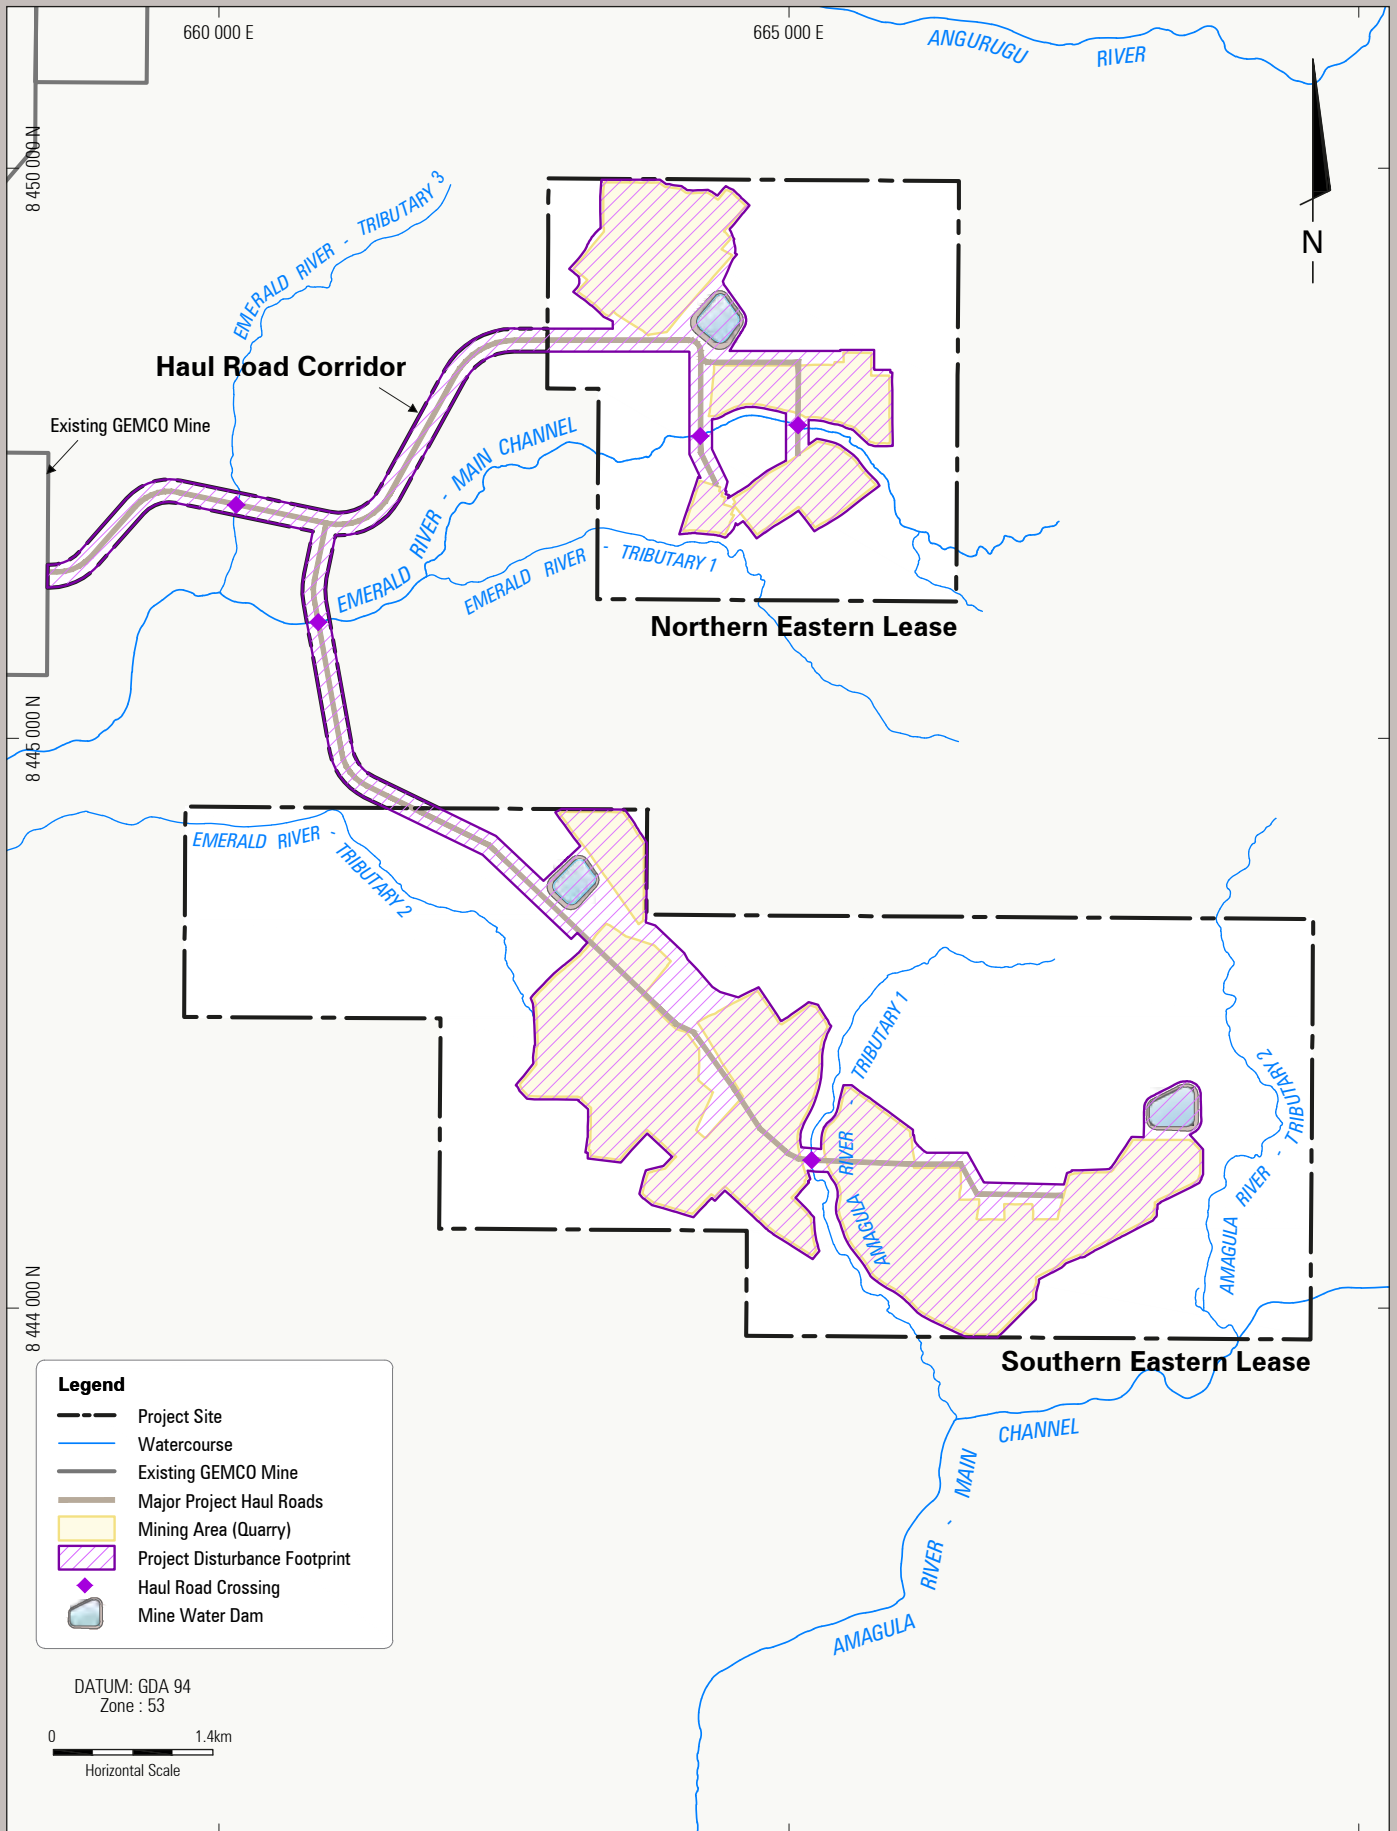 660 000 E
665 000 E
ANGURUGU RIVER
8 450 000 N
N
EMERALD RIVER - TRIBUTARY 3
Haul Road Corridor
Existing GEMCO Mine
EMERALD RIVER - MAIN CHANNEL
EMERALD RIVER - TRIBUTARY 1
Northern Eastern Lease
8 445 000 N
EMERALD RIVER - TRIBUTARY 2
AMAGULA RIVER - TRIBUTARY 1
AMAGULA RIVER - TRIBUTARY 2
8 444 000 N
Southern Eastern Lease
AMAGULA RIVER - MAIN CHANNEL
Legend
Project Site
Watercourse
Existing GEMCO Mine
Major Project Haul Roads
Mining Area (Quarry)
Project Disturbance Footprint
Haul Road Crossing
Mine Water Dam
DATUM: GDA 94
Zone : 53
0 1.4km
Horizontal Scale